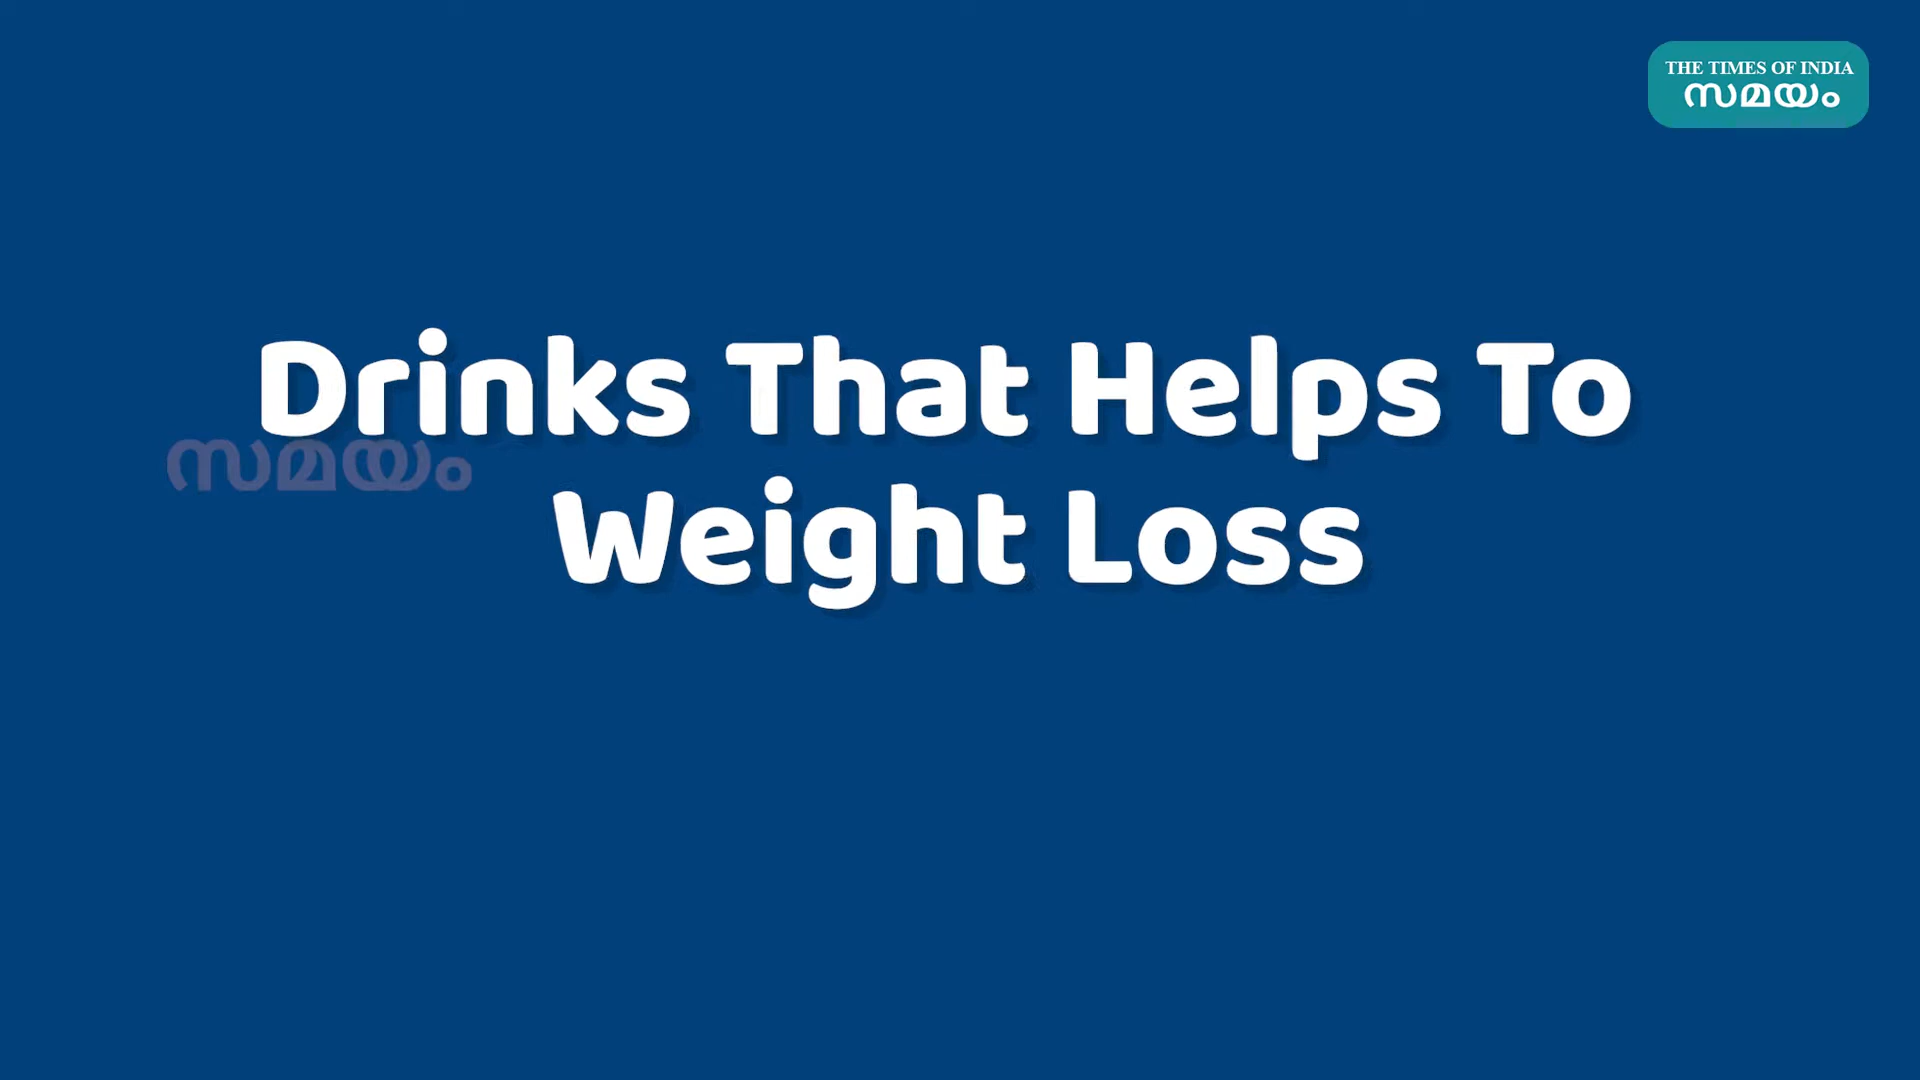 THE TIMES OF INDIA
സമയം
Drinks That Helps To
സമയം
Weight Loss